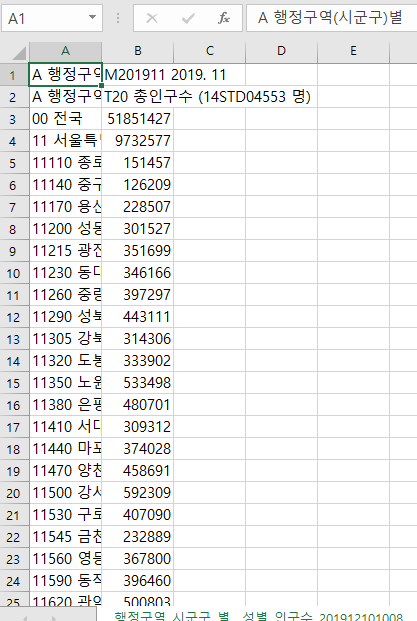 A1 fx A 행정구역(시군구)별
A B C D E
1 A 행정구역 M201911 2019. 11
2 A 행정구역 T20 총인구수 (14STD04553 명)
3 00 전국 51851427
4 11 서울특 9732577
5 11110 종로 151457
6 11140 중구 126209
7 11170 용산 228507
8 11200 성동 301527
9 11215 광진 351699
10 11230 동대 346166
11 11260 중랑 397297
12 11290 성북 443111
13 11305 강북 314306
14 11320 도봉 333902
15 11350 노원 533498
16 11380 은평 480701
17 11410 서대 309312
18 11440 마포 374028
19 11470 양천 458691
20 11500 강서 592309
21 11530 구로 407090
22 11545 금천 232889
23 11560 영등 367800
24 11590 동작 396460
25 11620 관악 500803
행정구역_시군구_별__성별_인구수_201912101008